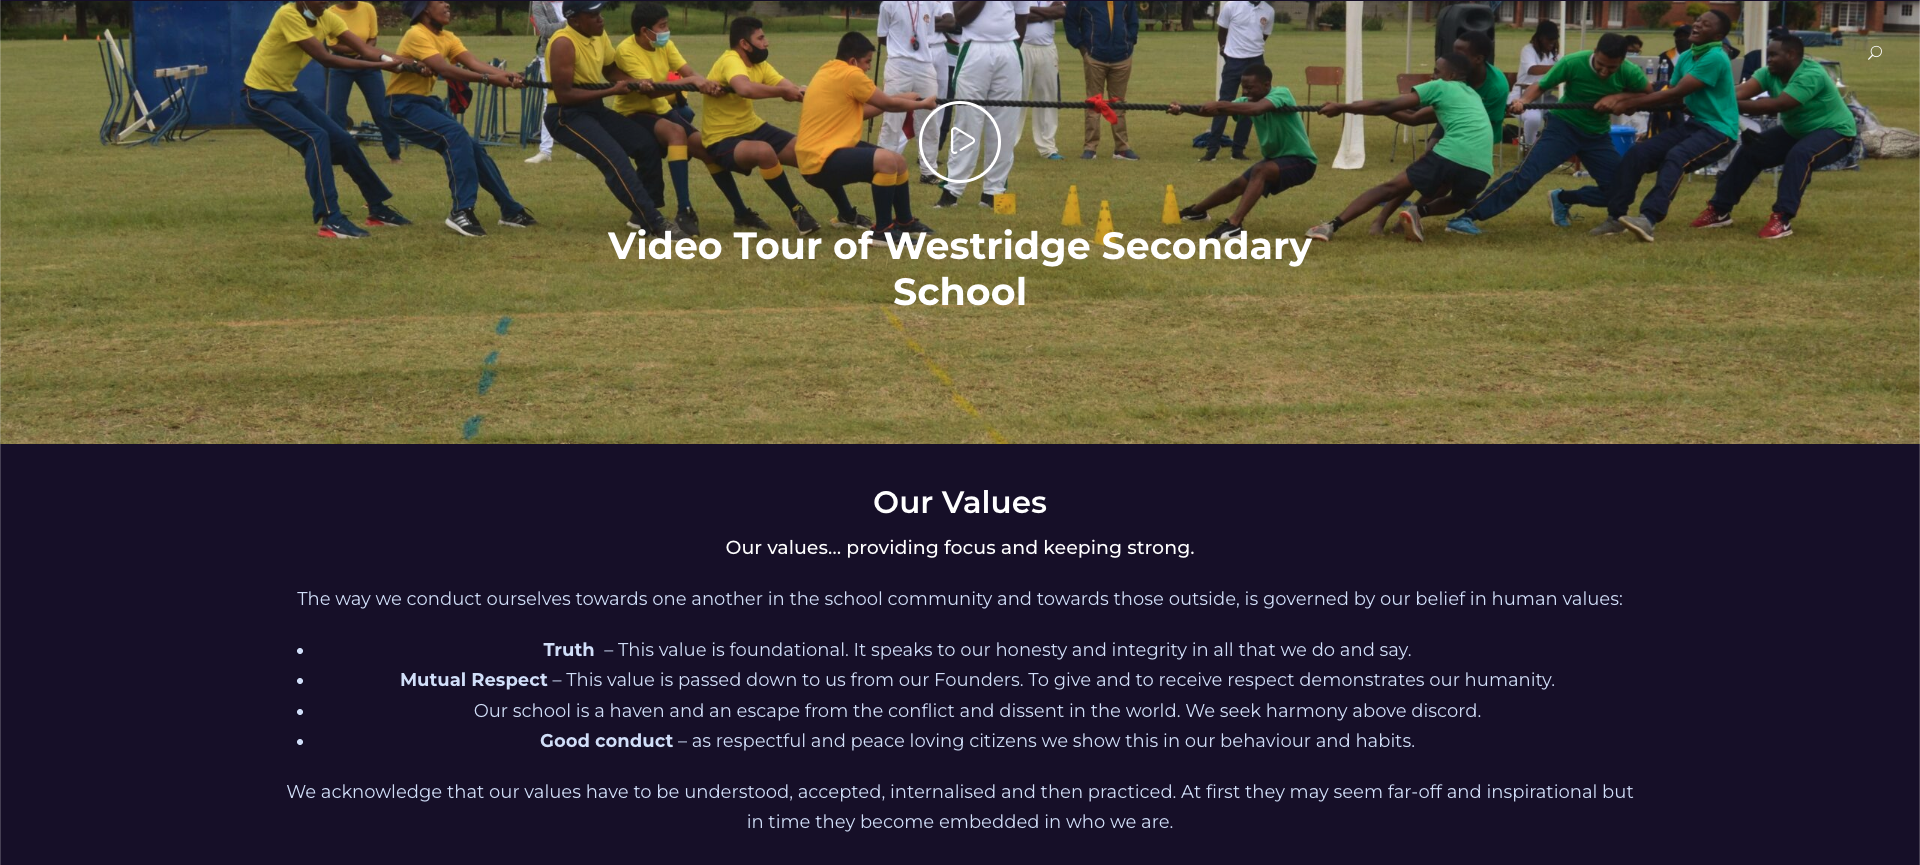 Video Tour of Westridge Secondary
School
Our Values
Our values... providing focus and keeping strong.
The way we conduct ourselves towards one another in the school community and towards those outside, is governed by our belief in human values:
• Truth – This value is foundational. It speaks to our honesty and integrity in all that we do and say.
• Mutual Respect – This value is passed down to us from our Founders. To give and to receive respect demonstrates our humanity.
• Our school is a haven and an escape from the conflict and dissent in the world. We seek harmony above discord.
• Good conduct – as respectful and peace loving citizens we show this in our behaviour and habits.
We acknowledge that our values have to be understood, accepted, internalised and then practiced. At first they may seem far-off and inspirational but
in time they become embedded in who we are.